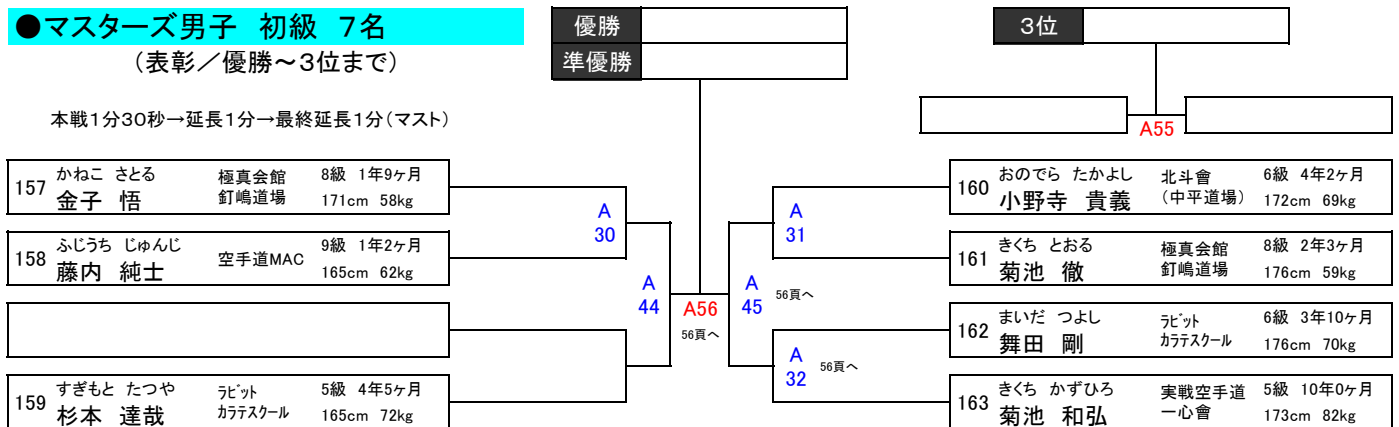 ●マスターズ男子 初級 7名
(表彰／優勝～3位まで)
本戦1分30秒→延長1分→最終延長1分(マスト)
優勝
準優勝
3位
A55
157 かねこ さとる 極真会館 8級 1年9ヶ月
金子 悟 釘嶋道場 171cm 58kg
158 ふじうち じゅんじ 空手道MAC 9級 1年2ヶ月
藤内 純士 165cm 62kg
159 すぎもと たつや ラビット 5級 4年5ヶ月
杉本 達哉 カラテスクール 165cm 72kg
A
30
A
44
A56
56頁へ
A
45
56頁へ
A
31
A
32
56頁へ
160 おのでら たかよし 北斗會 6級 4年2ヶ月
小野寺 貴義 (中平道場) 172cm 69kg
161 きくち とおる 極真会館 8級 2年3ヶ月
菊池 徹 釘嶋道場 176cm 59kg
162 まいだ つよし ラビット 6級 3年10ヶ月
舞田 剛 カラテスクール 176cm 70kg
163 きくち かずひろ 実戦空手道 5級 10年0ヶ月
菊池 和弘 一心會 173cm 82kg